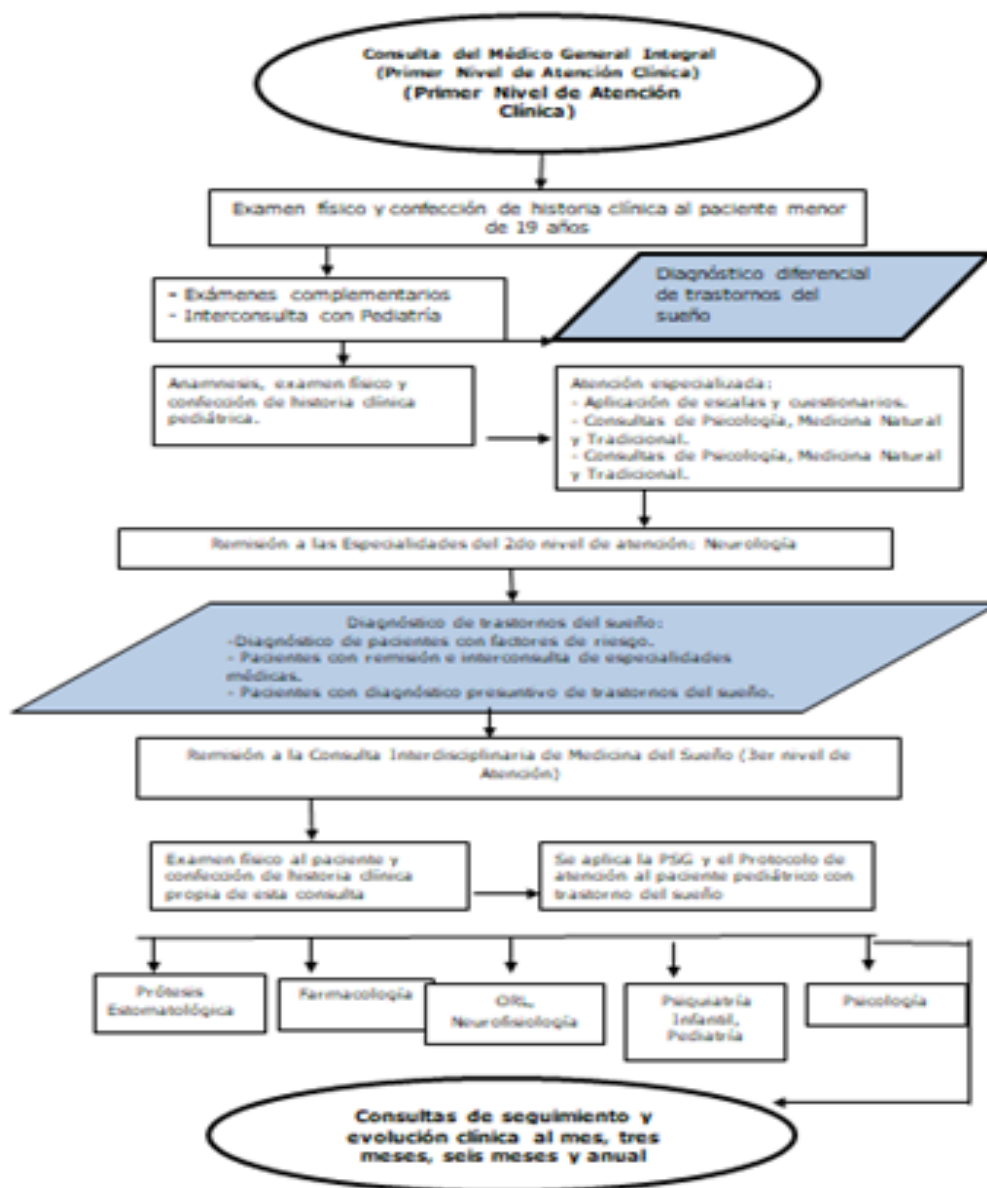 Consulta del Médico General Integral
(Primer Nivel de Atención Clínica)
(Primer Nivel de Atención
Clínica)
Examen físico y confección de historia clínica al paciente menor
de 19 años
- Exámenes complementarios
- Interconsulta con Pediatría
Diagnóstico diferencial
de trastornos del
sueño
Anamnesis, examen físico y
confección de historia clínica
pediátrica.
Atención especializada:
- Aplicación de escalas y cuestionarios.
- Consultas de Psicología, Medicina Natural
y Tradicional.
- Consultas de Psicología, Medicina Natural
y Tradicional.
Remisión a las Especialidades del 2do nivel de atención: Neurología
Diagnóstico de trastornos del sueño:
-Diagnóstico de pacientes con factores de riesgo.
- Pacientes con remisión e interconsulta de especialidades
médicas.
- Pacientes con diagnóstico presuntivo de trastornos del sueño.
Remisión a la Consulta Interdisciplinaria de Medicina del Sueño (3er nivel de
Atención)
Examen físico al paciente y
confección de historia clínica
propia de esta consulta
Se aplica la PSG y el Protocolo de
atención al paciente pediátrico con
trastorno del sueño
Prótesis
Estomatológica
Farmacología
ORL,
Neurofisiología
Psiquiatría
Infantil,
Pediatría
Psicología
Consultas de seguimiento y
evolución clínica al mes, tres
meses, seis meses y anual